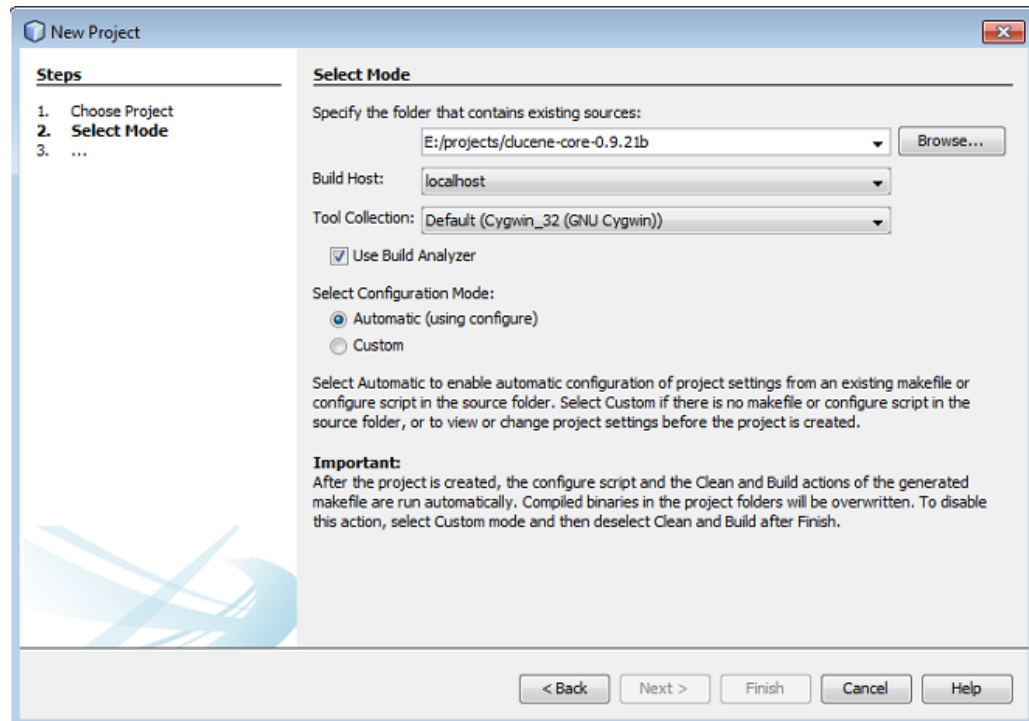 New Project
Steps
1. Choose Project
2. Select Mode
3. ...
Select Mode
Specify the folder that contains existing sources:
E:/projects/clucene-core-0.9.21b
Browse...
Build Host:
localhost
Tool Collection:
Default (Cygwin_32 (GNU Cygwin))
Use Build Analyzer
Select Configuration Mode:
Automatic (using configure)
Custom
Select Automatic to enable automatic configuration of project settings from an existing makefile or
configure script in the source folder. Select Custom if there is no makefile or configure script in the
source folder, or to view or change project settings before the project is created.
Important:
After the project is created, the configure script and the Clean and Build actions of the generated
makefile are run automatically. Compiled binaries in the project folders will be overwritten. To disable
this action, select Custom mode and then deselect Clean and Build after Finish.
< Back
Next >
Finish
Cancel
Help